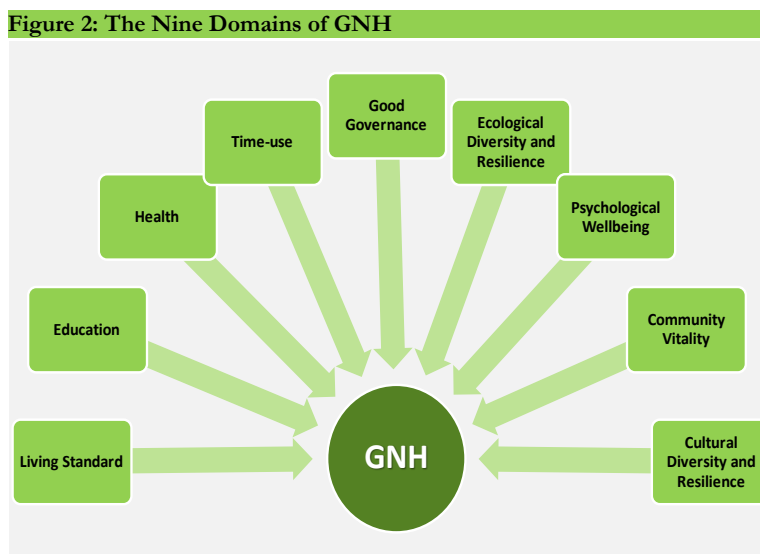 Figure 2: The Nine Domains of GNH
Good
Governance
Time-use
Ecological
Diversity and
Resilience
Health
Psychological
Wellbeing
Education
Community
Vitality
Living Standard
GNH
Cultural
Diversity and
Resilience